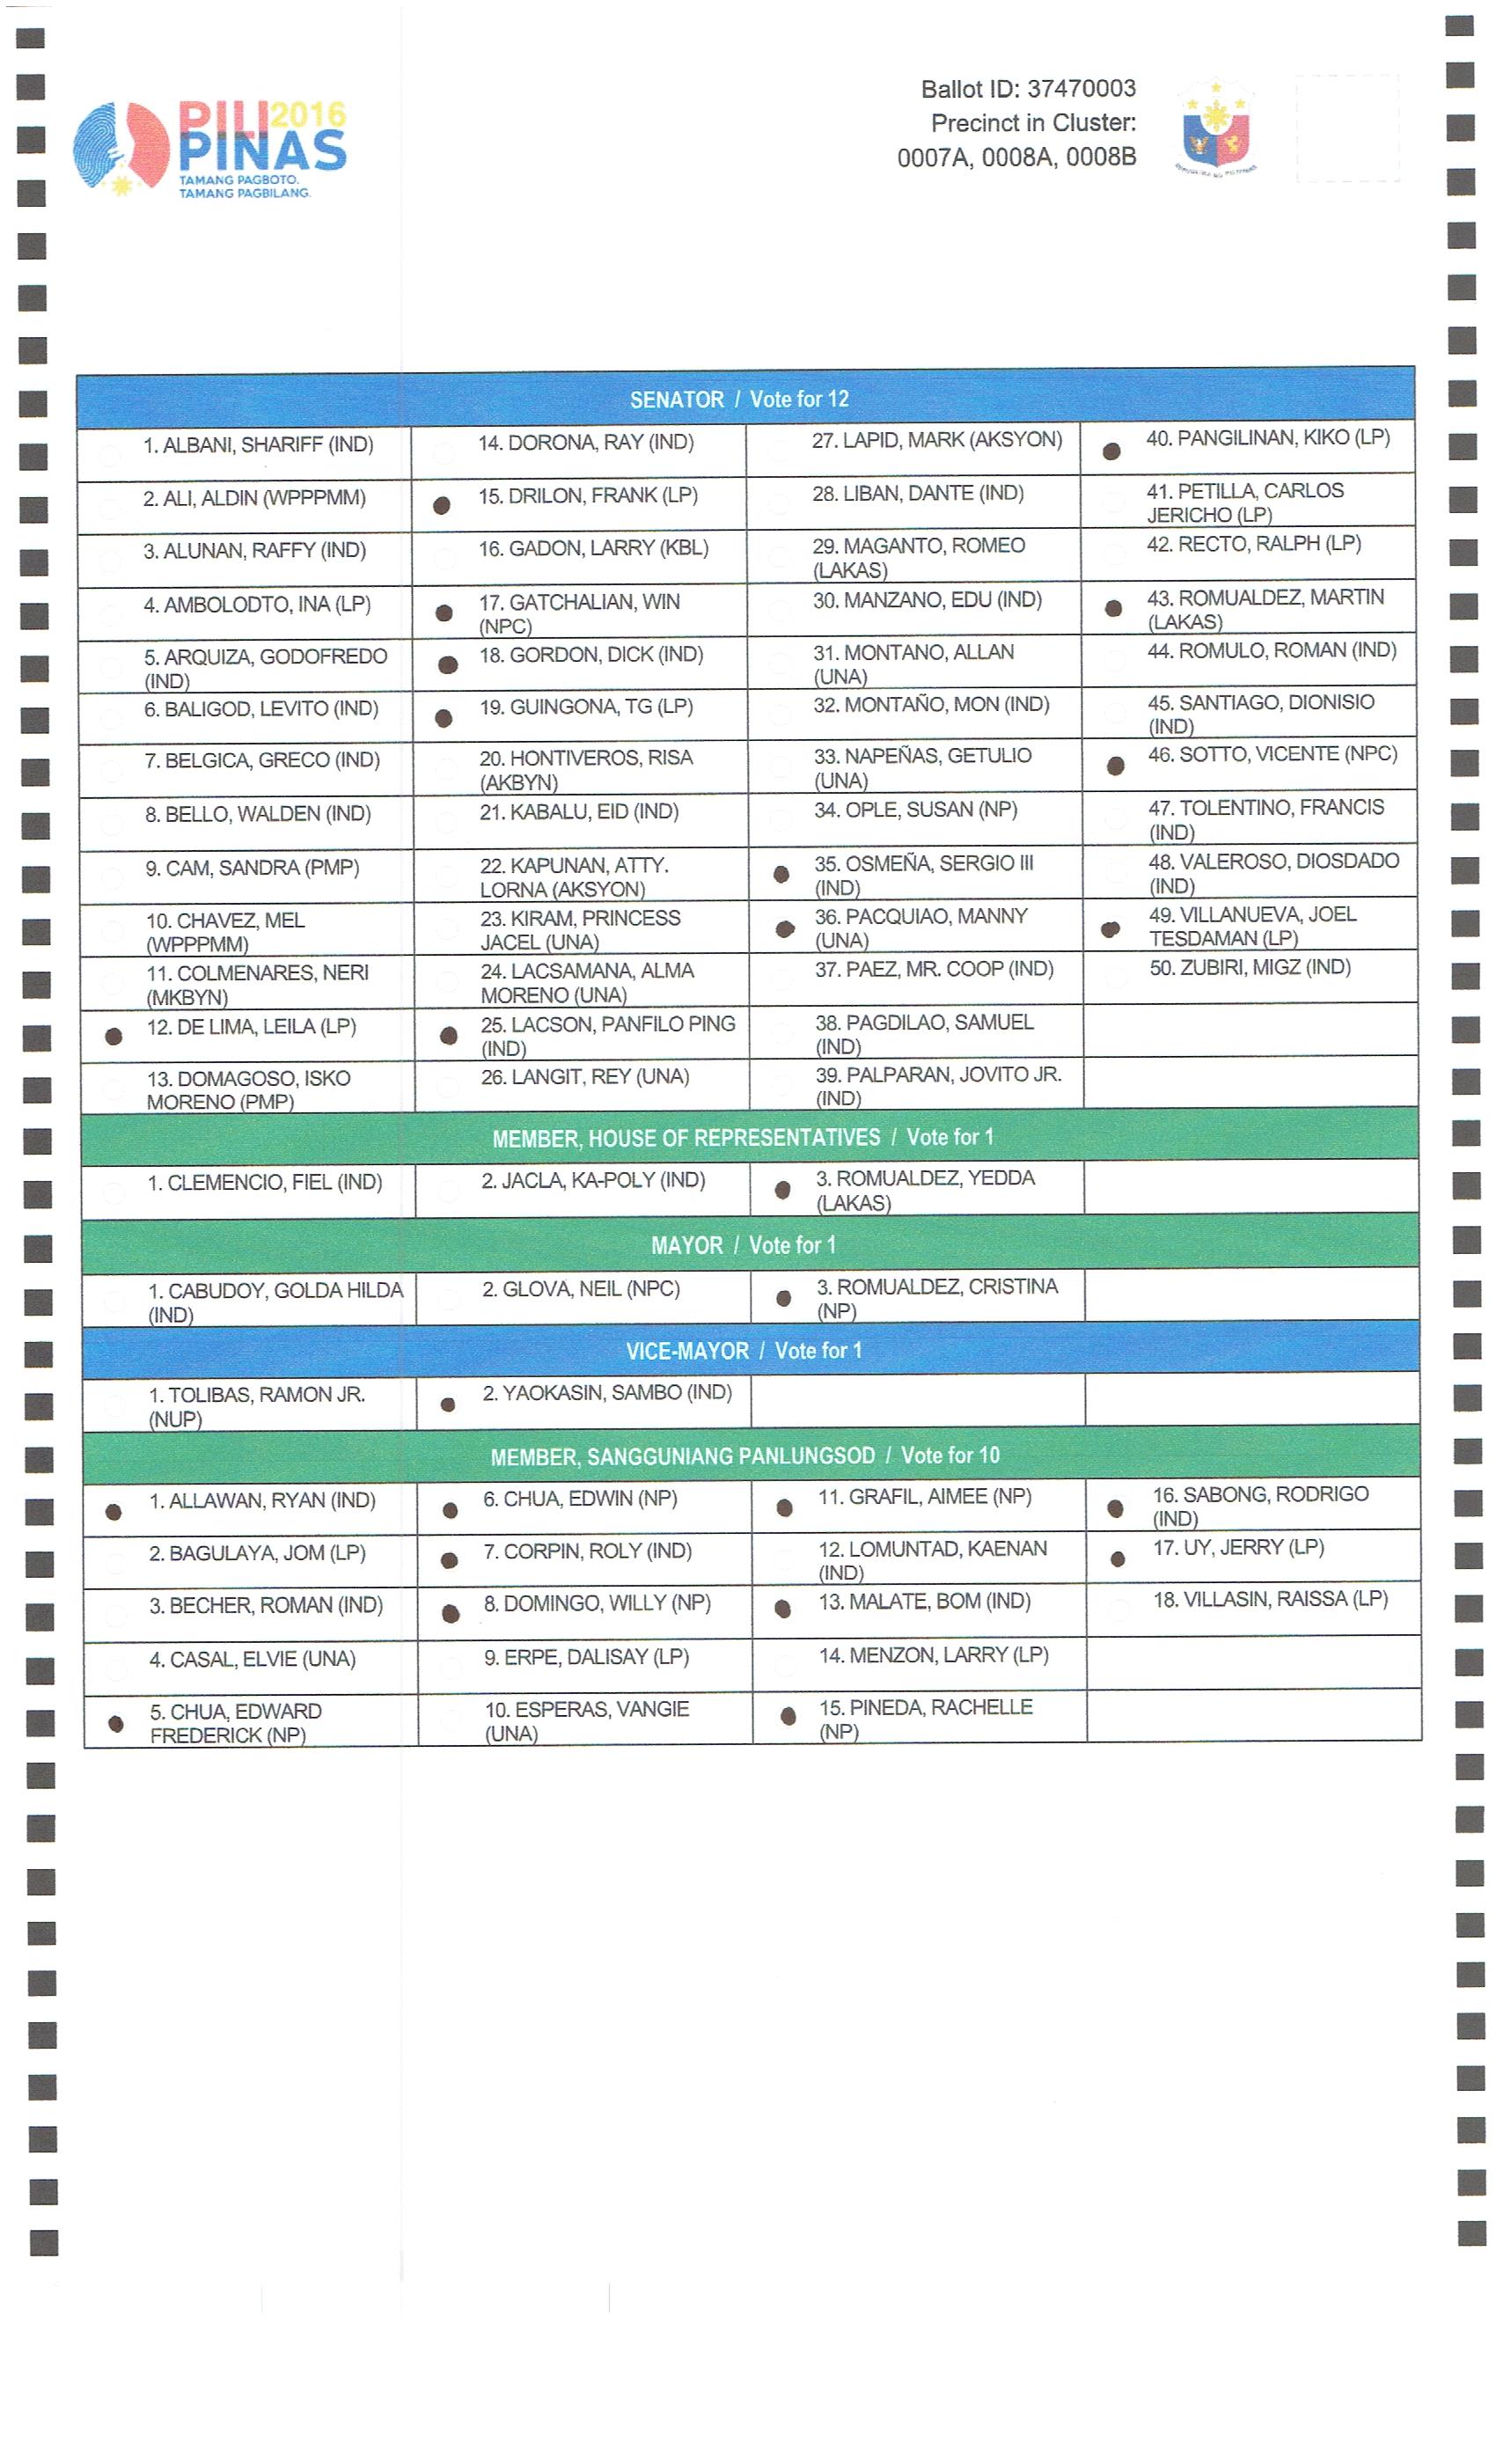 PILI 2016
PINAS
TAMANG PAGBOTO.
TAMANG PAGBILANG.
Ballot ID: 37470003
Precinct in Cluster:
0007A, 0008A, 0008B
SENATOR / Vote for 12
1. ALBANI, SHARIFF (IND)
14. DORONA, RAY (IND)
27. LAPID, MARK (AKSYON)
40. PANGILINAN, KIKO (LP)
2. ALI, ALDIN (WPPPMM)
15. DRILON, FRANK (LP)
28. LIBAN, DANTE (IND)
41. PETILLA, CARLOS
JERICHO (LP)
3. ALUNAN, RAFFY (IND)
16. GADON, LARRY (KBL)
29. MAGANTO, ROMEO
(LAKAS)
42. RECTO, RALPH (LP)
4. AMBOLODTO, INA (LP)
17. GATCHALIAN, WIN
(NPC)
30. MANZANO, EDU (IND)
43. ROMUALDEZ, MARTIN
(LAKAS)
5. ARQUIZA, GODOFREDO
(IND)
18. GORDON, DICK (IND)
31. MONTANO, ALLAN
(UNA)
44. ROMULO, ROMAN (IND)
6. BALIGOD, LEVITO (IND)
19. GUINGONA, TG (LP)
32. MONTAÑO, MON (IND)
45. SANTIAGO, DIONISIO
(IND)
7. BELGICA, GRECO (IND)
20. HONTIVEROS, RISA
(AKBYN)
33. NAPEÑAS, GETULIO
(UNA)
46. SOTTO, VICENTE (NPC)
8. BELLO, WALDEN (IND)
21. KABALU, EID (IND)
34. OPLE, SUSAN (NP)
47. TOLENTINO, FRANCIS
(IND)
9. CAM, SANDRA (PMP)
22. KAPUNAN, ATTY.
LORNA (AKSYON)
35. OSMEÑA, SERGIO III
(IND)
48. VALEROSO, DIOSDADO
(IND)
10. CHAVEZ, MEL
(WPPPMM)
23. KIRAM, PRINCESS
JACEL (UNA)
36. PACQUIAO, MANNY
(UNA)
49. VILLANUEVA, JOEL
TESDAMAN (LP)
11. COLMENARES, NERI
(MKBYN)
24. LACSAMANA, ALMA
MORENO (UNA)
37. PAEZ, MR. COOP (IND)
50. ZUBIRI, MIGZ (IND)
12. DE LIMA, LEILA (LP)
25. LACSON, PANFILO PING
(IND)
38. PAGDILAO, SAMUEL
(IND)
13. DOMAGOSO, ISKO
MORENO (PMP)
26. LANGIT, REY (UNA)
39. PALPARAN, JOVITO JR.
(IND)
MEMBER, HOUSE OF REPRESENTATIVES / Vote for 1
1. CLEMENCIO, FIEL (IND)
2. JACLA, KA-POLY (IND)
3. ROMUALDEZ, YEDDA
(LAKAS)
MAYOR / Vote for 1
1. CABUDOY, GOLDA HILDA
(IND)
2. GLOVA, NEIL (NPC)
3. ROMUALDEZ, CRISTINA
(NP)
VICE-MAYOR / Vote for 1
1. TOLIBAS, RAMON JR.
(NUP)
2. YAOKASIN, SAMBO (IND)
MEMBER, SANGGUNIANG PANLUNGSOD / Vote for 10
1. ALLAWAN, RYAN (IND)
6. CHUA, EDWIN (NP)
11. GRAFIL, AIMEE (NP)
16. SABONG, RODRIGO
(IND)
2. BAGULAYA, JOM (LP)
7. CORPIN, ROLY (IND)
12. LOMUNTAD, KAENAN
(IND)
17. UY, JERRY (LP)
3. BECHER, ROMAN (IND)
8. DOMINGO, WILLY (NP)
13. MALATE, BOM (IND)
18. VILLASIN, RAISSA (LP)
4. CASAL, ELVIE (UNA)
9. ERPE, DALISAY (LP)
14. MENZON, LARRY (LP)
5. CHUA, EDWARD
FREDERICK (NP)
10. ESPERAS, VANGIE
(UNA)
15. PINEDA, RACHELLE
(NP)